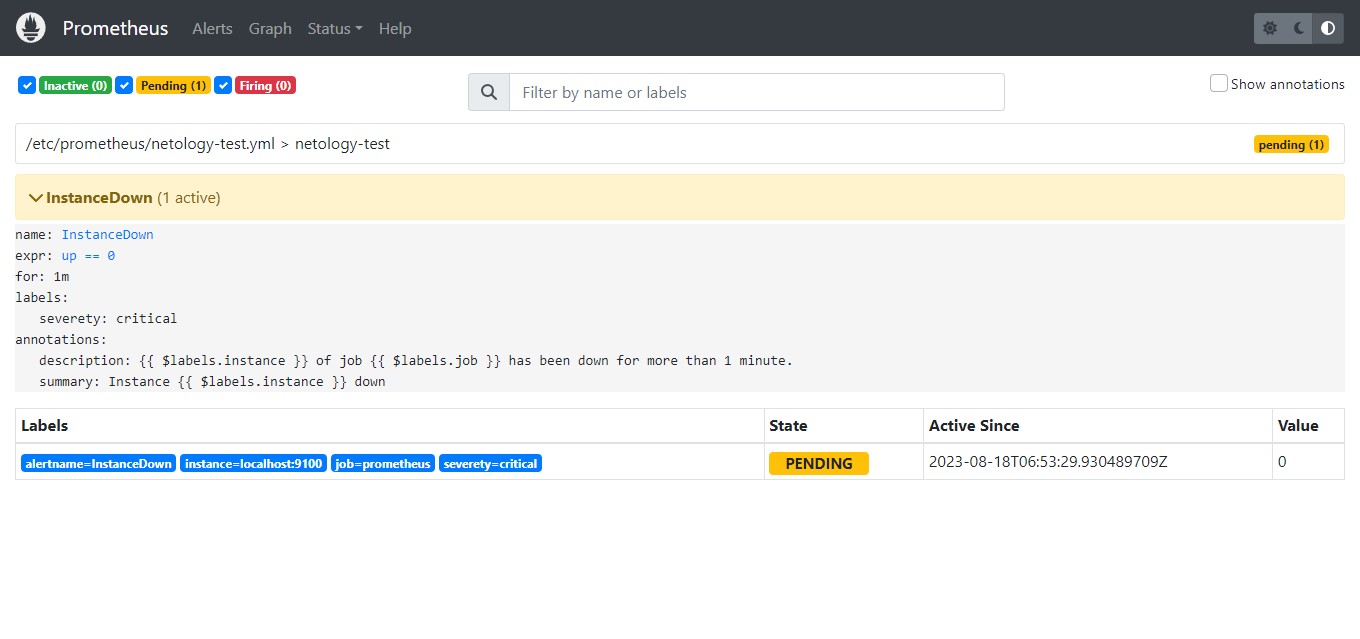 Prometheus Alerts Graph Status Help
Inactive (0) Pending (1) Firing (0) Filter by name or labels Show annotations
/etc/prometheus/netology-test.yml > netology-test pending (1)
InstanceDown (1 active)
name: InstanceDown
expr: up == 0
for: 1m
labels:
severety: critical
annotations:
description: {{ $labels.instance }} of job {{ $labels.job }} has been down for more than 1 minute.
summary: Instance {{ $labels.instance }} down
Labels State Active Since Value
alertname=InstanceDown instance=localhost:9100 job=prometheus severety=critical PENDING 2023-08-18T06:53:29.930489709Z 0